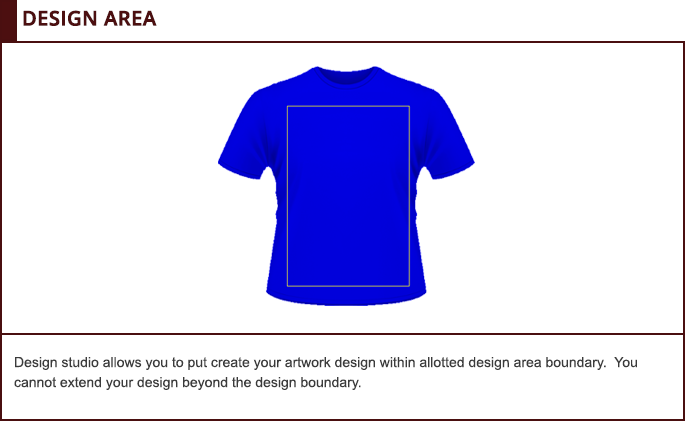 DESIGN AREA
Design studio allows you to put create your artwork design within allotted design area boundary.  You
cannot extend your design beyond the design boundary.